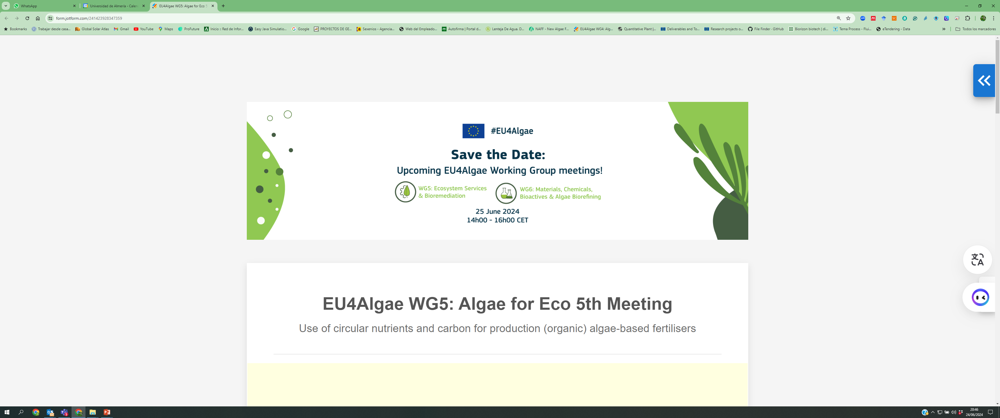 WhatsApp
Universidad de Almería - Calen
EU4Algae WG5: Algae for Eco 5
form.jotform.com/241423928347359
Bookmarks
Trabajar desde casa...
Global Solar Atlas
Gmail
YouTube
Maps
ProFuture
Inicio :: Red de Infor...
Easy Java Simulatio...
Google
PROYECTOS DE GE...
Sexenios - Agencia...
Web del Empleado...
Autofirma | Portal d...
Lenteja De Agua. D...
NAFF - New Algae F...
EU4Algae WG4: Alg...
Quantitative Plant |...
Deliverables and To...
Research projects o...
File Finder · GitHub
Biorizon biotech | di...
Tema Process - Flui...
eTendering - Data
Todos los marcadores
#EU4Algae
Save the Date:
Upcoming EU4Algae Working Group meetings!
WG5: Ecosystem Services
& Bioremediation
WG6: Materials, Chemicals,
Bioactives & Algae Biorefining
25 June 2024
14h00 - 16h00 CET
EU4Algae WG5: Algae for Eco 5th Meeting
Use of circular nutrients and carbon for production (organic) algae-based fertilisers
20:46
24/06/2024